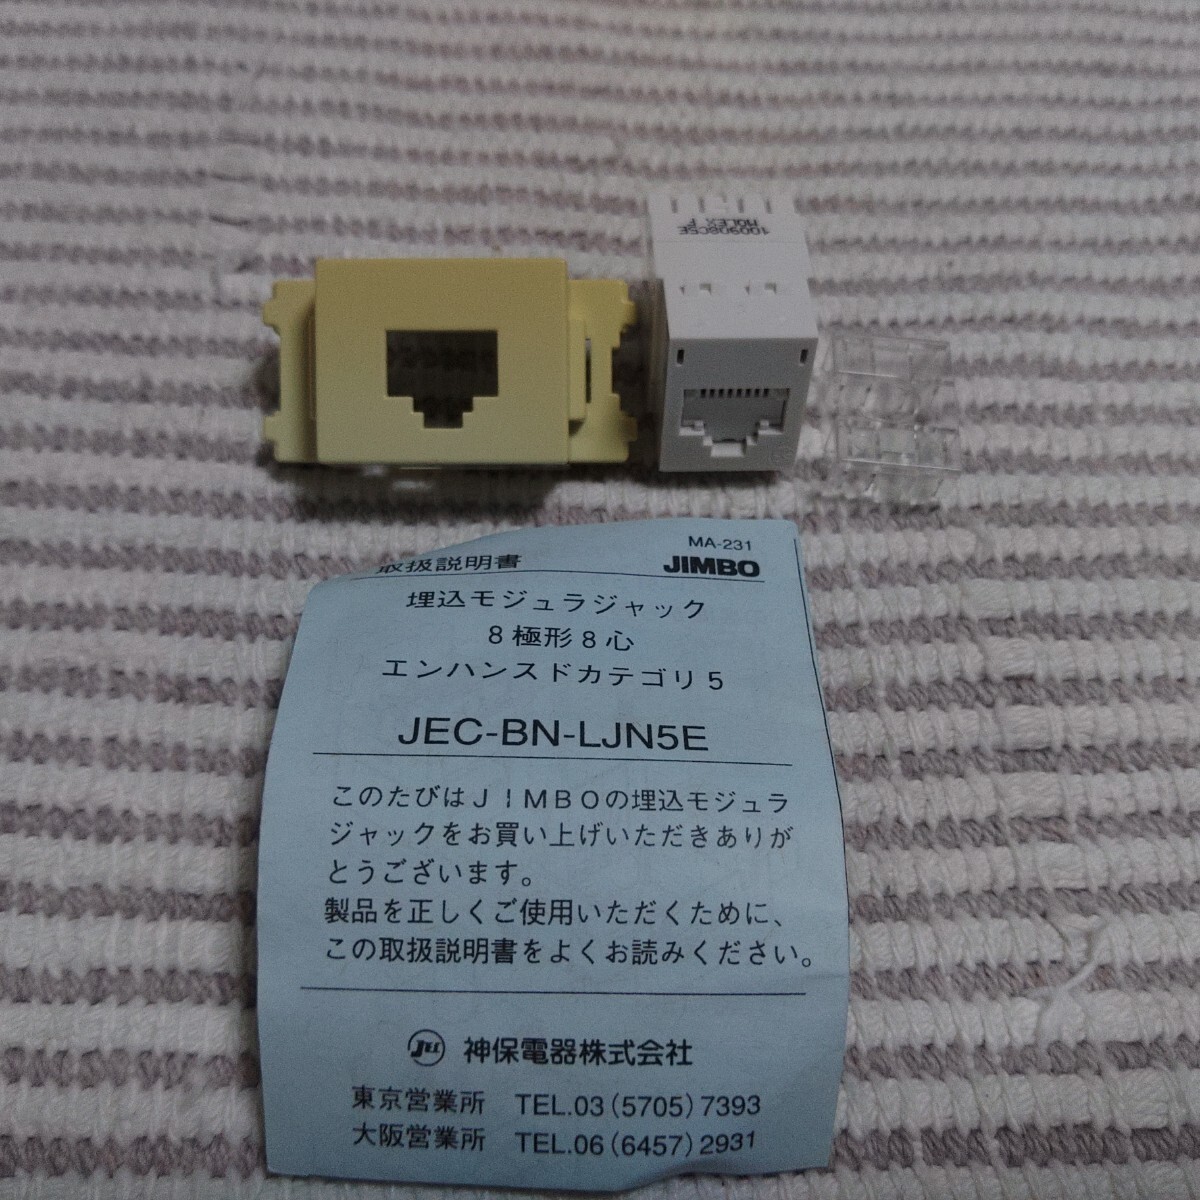 100908C5E
MOLEX F
MA-231
取扱説明書 JIMBO
埋込モジュラジャック
8極形8心
エンハンスドカテゴリ5
JEC-BN-LJN5E
このたびはJIMBOの埋込モジュラ
ジャックをお買い上げいただきありが
とうございます。
製品を正しくご使用いただくために、
この取扱説明書をよくお読みください。
神保電器株式会社
東京営業所 TEL.03(5705)7393
大阪営業所 TEL.06(6457)2931